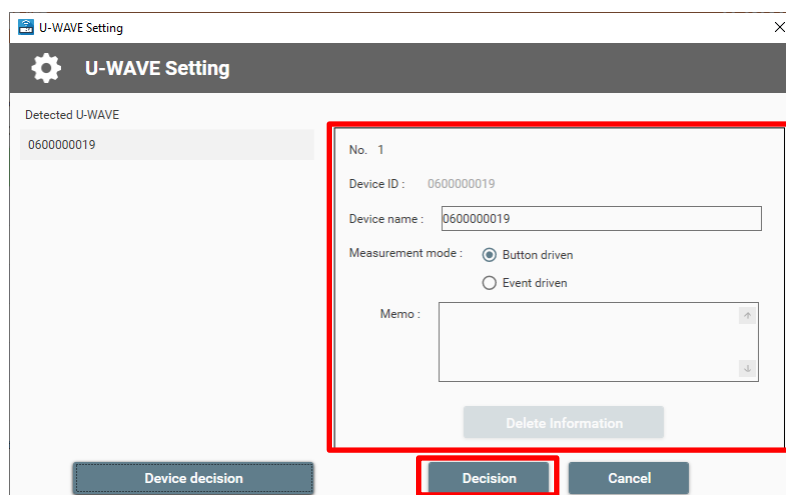 U-WAVE Setting
U-WAVE Setting
Detected U-WAVE
0600000019
No. 1
Device ID : 0600000019
Device name : 0600000019
Measurement mode : Button driven
Event driven
Memo :
Delete Information
Device decision
Decision
Cancel